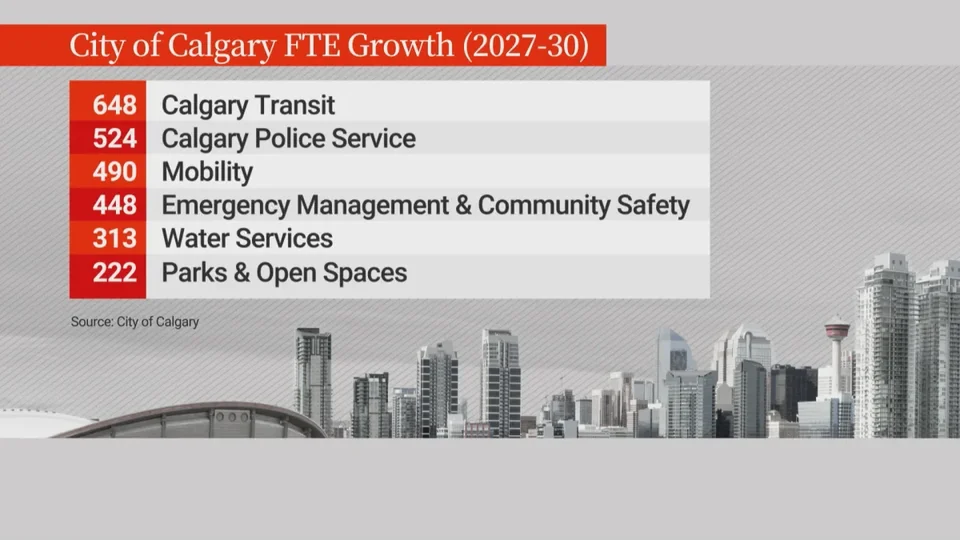 City of Calgary FTE Growth (2027-30)
648 Calgary Transit
524 Calgary Police Service
490 Mobility
448 Emergency Management & Community Safety
313 Water Services
222 Parks & Open Spaces
Source: City of Calgary